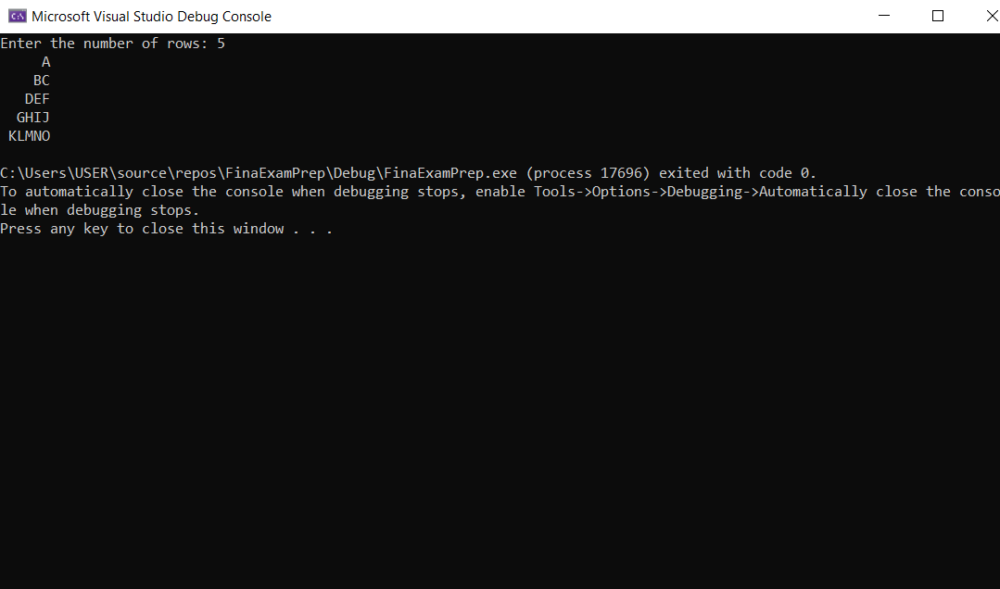 Microsoft Visual Studio Debug Console
Enter the number of rows: 5
     A
    BC
   DEF
  GHIJ
 KLMNO
C:\Users\USER\source\repos\FinaExamPrep\Debug\FinaExamPrep.exe (process 17696) exited with code 0.
To automatically close the console when debugging stops, enable Tools->Options->Debugging->Automatically close the conso
le when debugging stops.
Press any key to close this window . . .